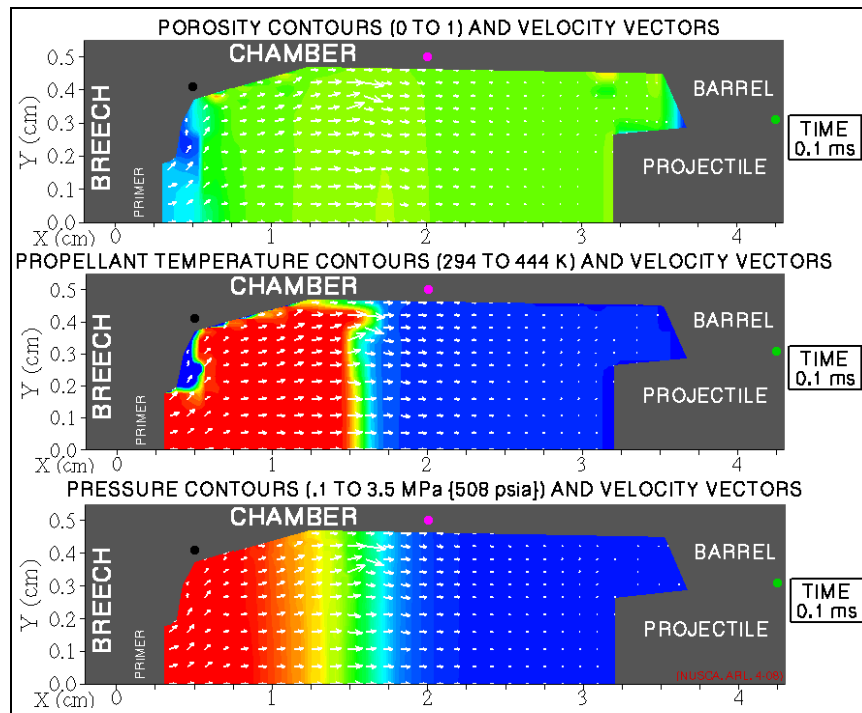 POROSITY CONTOURS (0 TO 1) AND VELOCITY VECTORS
CHAMBER
BREECH
PRIMER
BARREL
PROJECTILE
TIME
0.1 ms
Y (cm)
0.5
0.4
0.3
0.2
0.1
0.0
X (cm) 0 1 2 3 4
PROPELLANT TEMPERATURE CONTOURS (294 TO 444 K) AND VELOCITY VECTORS
CHAMBER
BREECH
PRIMER
BARREL
PROJECTILE
TIME
0.1 ms
Y (cm)
0.5
0.4
0.3
0.2
0.1
0.0
X (cm) 0 1 2 3 4
PRESSURE CONTOURS (.1 TO 3.5 MPa {508 psia}) AND VELOCITY VECTORS
CHAMBER
BREECH
PRIMER
BARREL
PROJECTILE
TIME
0.1 ms
Y (cm)
0.5
0.4
0.3
0.2
0.1
0.0
(NUSCA, ARL, 4-09)
X (cm) 0 1 2 3 4